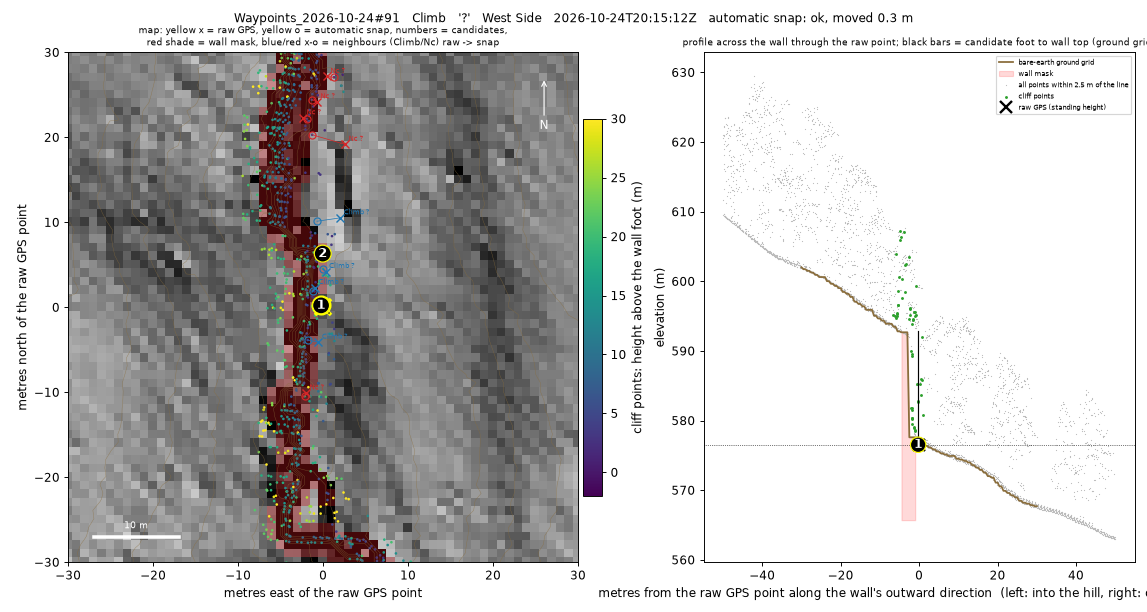 Waypoints_2026-10-24#91 Climb '?' West Side 2026-10-24T20:15:12Z automatic snap: ok, moved 0.3 m
map: yellow x = raw GPS, yellow o = automatic snap, numbers = candidates,
red shade = wall mask, blue/red x-o = neighbours (Climb/Nc) raw -> snap
profile across the wall through the raw point; black bars = candidate foot to wall top (ground gri
metres north of the raw GPS point
30
20
10
0
−10
−20
−30
−30
−20
−10
0
10
20
30
metres east of the raw GPS point
N
10 m
2
1
Climb ?
30
25
20
15
10
5
0
cliff points: height above the wall foot (m)
elevation (m)
630
620
610
600
590
580
570
560
−40
−20
0
20
40
metres from the raw GPS point along the wall's outward direction (left: into the hill, right:
bare-earth ground grid
wall mask
all points within 2.5 m of the line
cliff points
raw GPS (standing height)
1